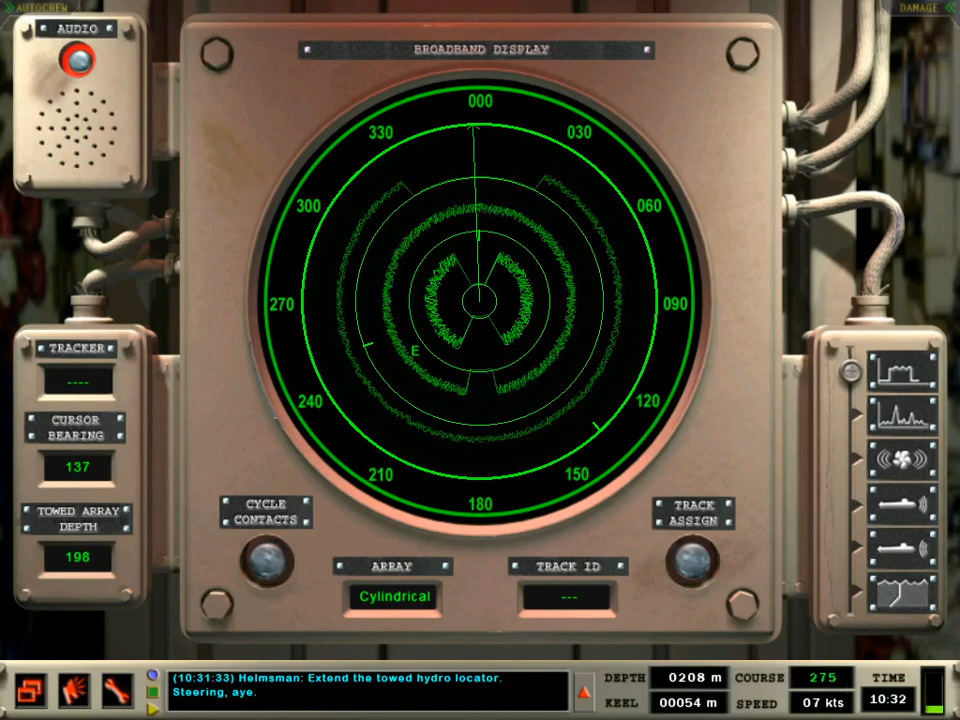 AUTOCREW
DAMAGE
AUDIO
BROADBAND DISPLAY
000
030
060
090
120
150
180
210
240
270
300
330
E
TRACKER
----
CURSOR
BEARING
137
TOWED ARRAY
DEPTH
198
CYCLE
CONTACTS
ARRAY
Cylindrical
TRACK ID
---
TRACK
ASSIGN
(10:31:33) Helmsman: Extend the towed hydro locator.
Steering, aye.
DEPTH 0208 m
KEEL 00054 m
COURSE 275
SPEED 07 kts
TIME
10:32